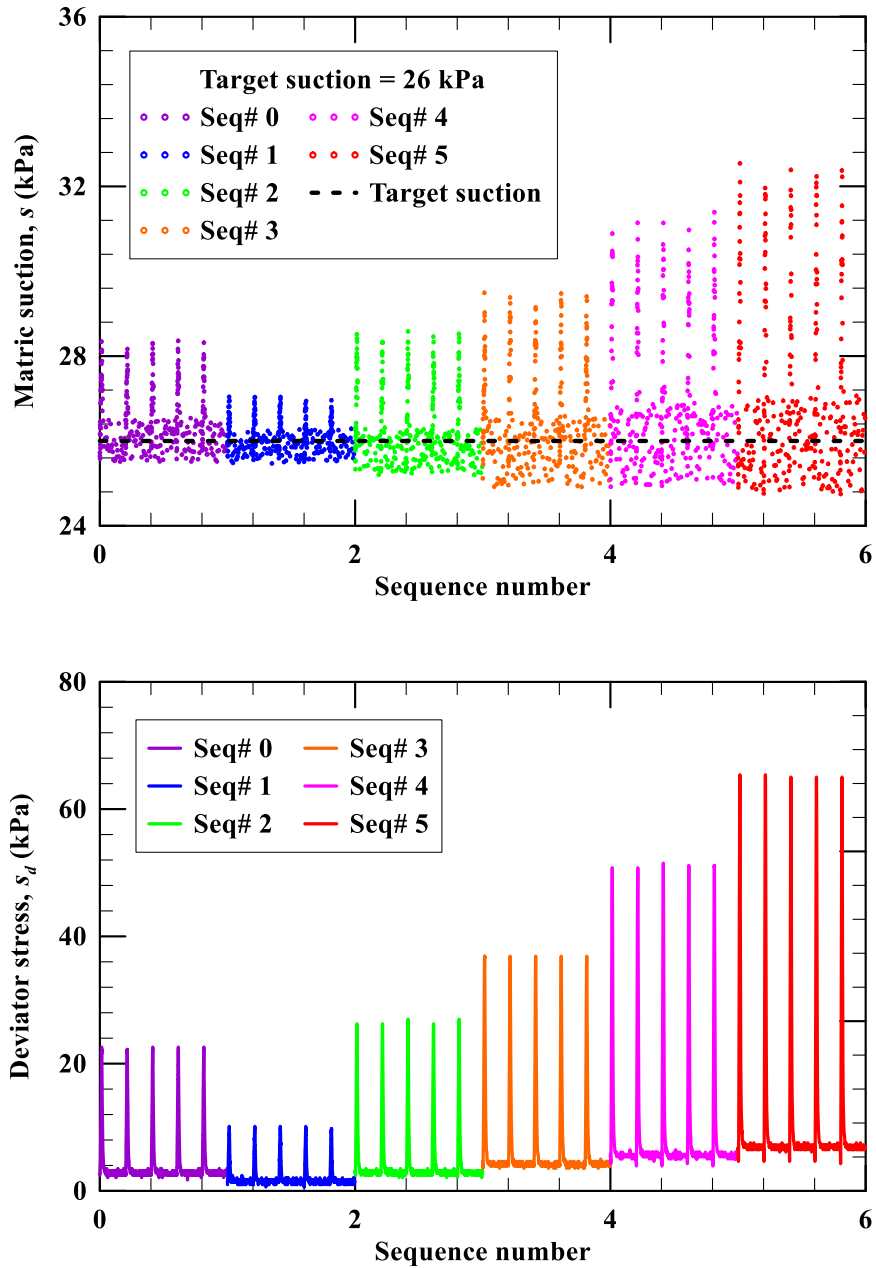 36
32
28
24
Matric suction, s (kPa)
Target suction = 26 kPa
Seq# 0
Seq# 1
Seq# 2
Seq# 3
Seq# 4
Seq# 5
Target suction
0
2
4
6
Sequence number
80
60
40
20
0
Deviator stress, sd (kPa)
Seq# 0
Seq# 1
Seq# 2
Seq# 3
Seq# 4
Seq# 5
0
2
4
6
Sequence number